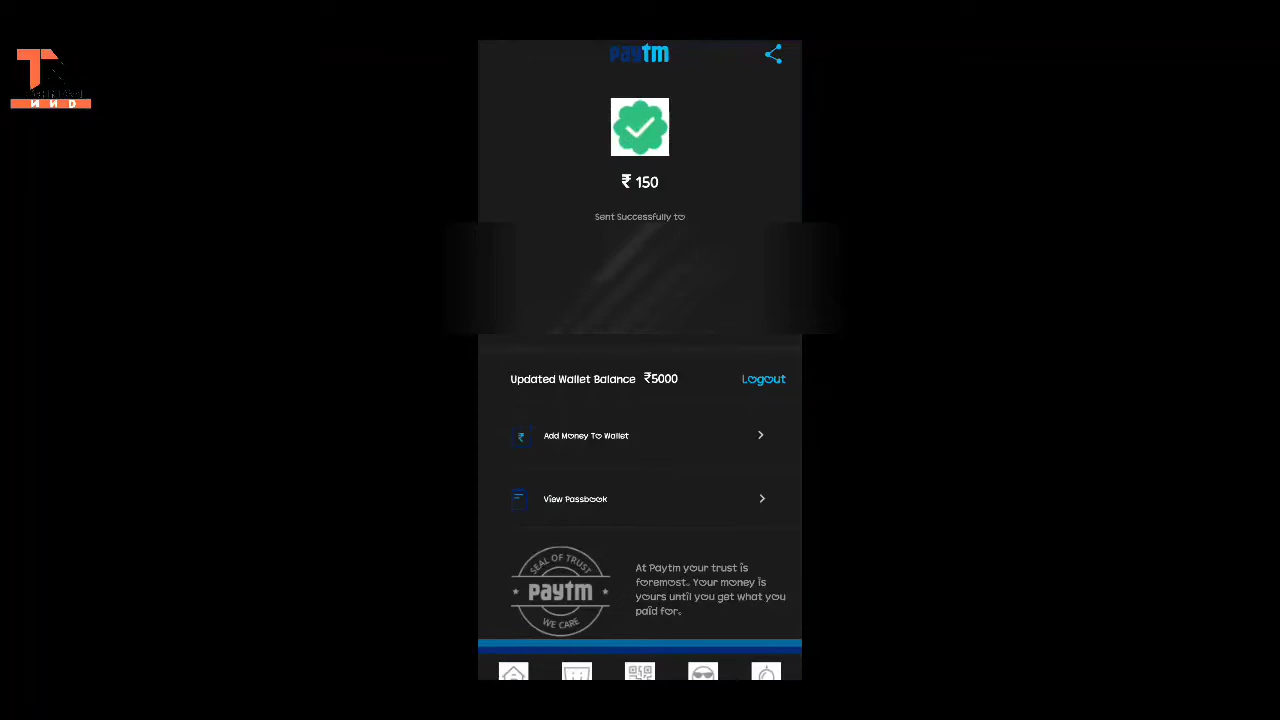 paytm
₹ 150
Sent Successfully to
Updated Wallet Balance ₹5000 Logout
₹ Add Money To Wallet
View Passbook
SEAL OF TRUST
paytm
WE CARE
At Paytm your trust is
foremost. Your money is
yours until you get what you
paid for.